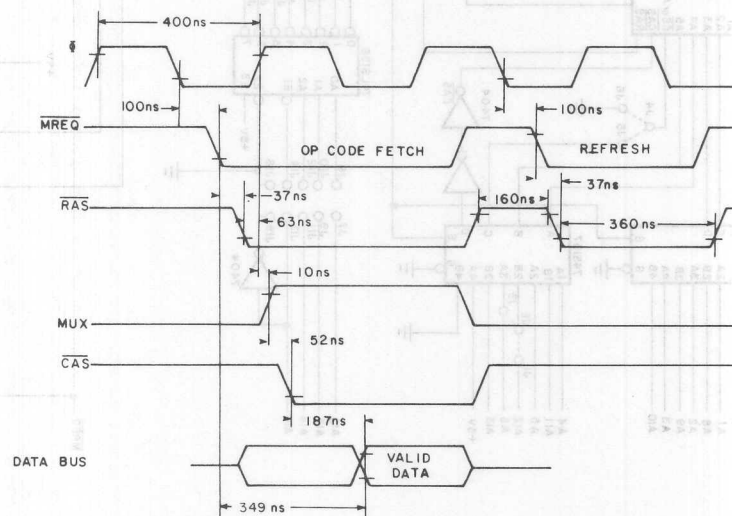 400ns
Φ
100ns
100ns
MREQ
OP CODE FETCH
REFRESH
37ns
37ns
RAS
160ns
63ns
360ns
10ns
MUX
52ns
CAS
187ns
DATA BUS
VALID
DATA
349 ns